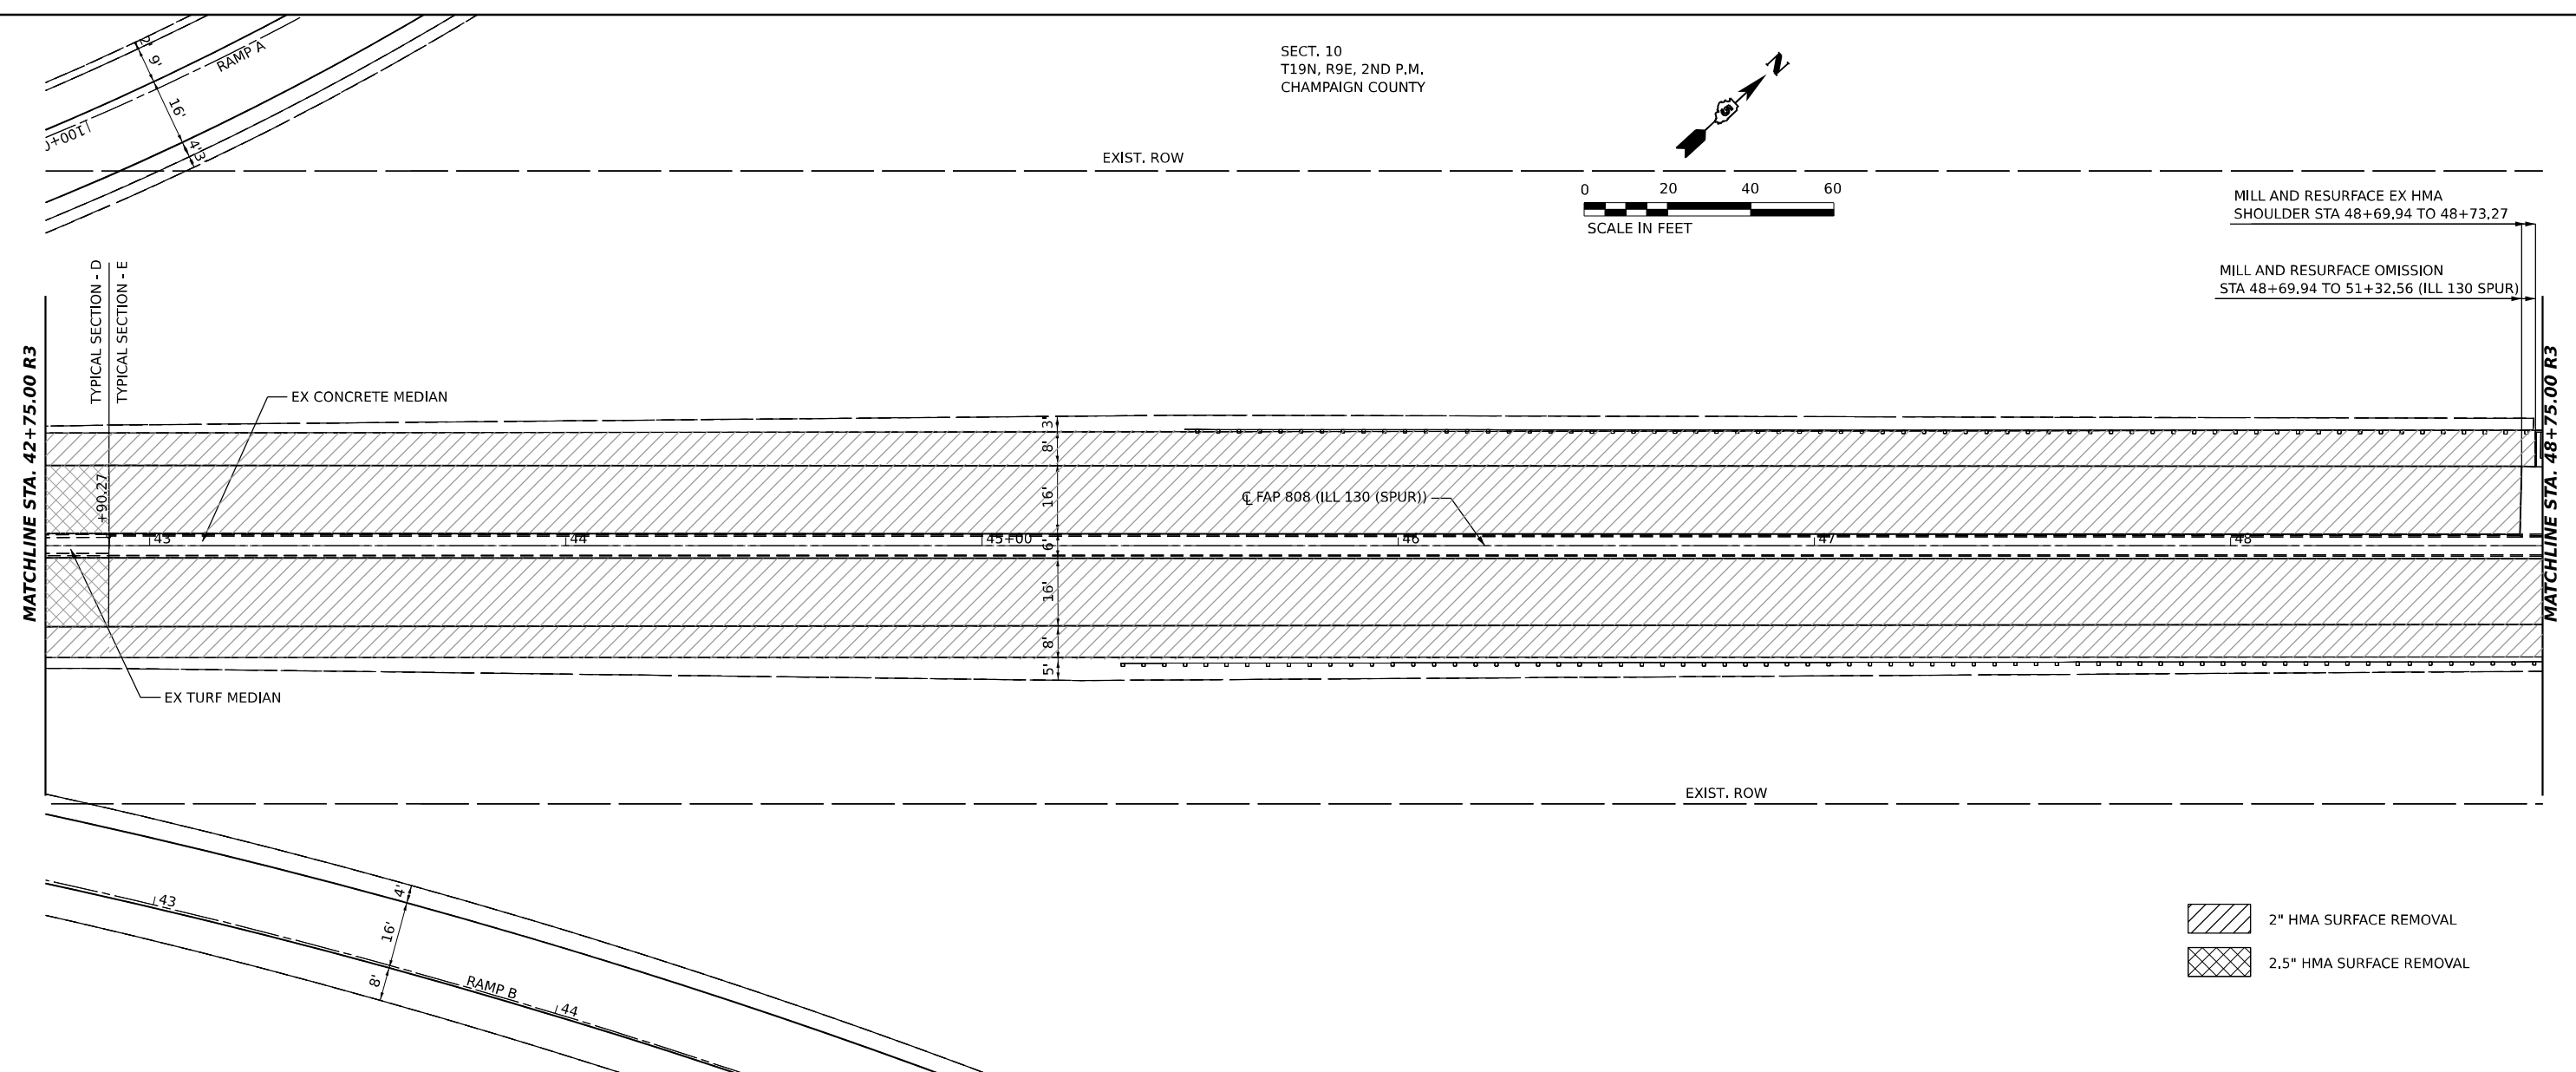 2'
9'
RAMP A
16'
100+0
4'
3'
SECT. 10
T19N, R9E, 2ND P.M.
CHAMPAIGN COUNTY
N
5
EXIST. ROW
0 20 40 60
SCALE IN FEET
MILL AND RESURFACE EX HMA
SHOULDER STA 48+69.94 TO 48+73.27
MILL AND RESURFACE OMISSION
STA 48+69.94 TO 51+32.56 (ILL 130 SPUR)
TYPICAL SECTION - D
TYPICAL SECTION - E
MATCHLINE STA. 42+75.00 R3
MATCHLINE STA. 48+75.00 R3
EX CONCRETE MEDIAN
3'
8'
+90.27
16'
℄ FAP 808 (ILL 130 (SPUR))
43 44 45+00 46 47 48
6'
16'
8'
5'
EX TURF MEDIAN
EXIST. ROW
43
4'
16'
8'
RAMP B
44
2" HMA SURFACE REMOVAL
2.5" HMA SURFACE REMOVAL